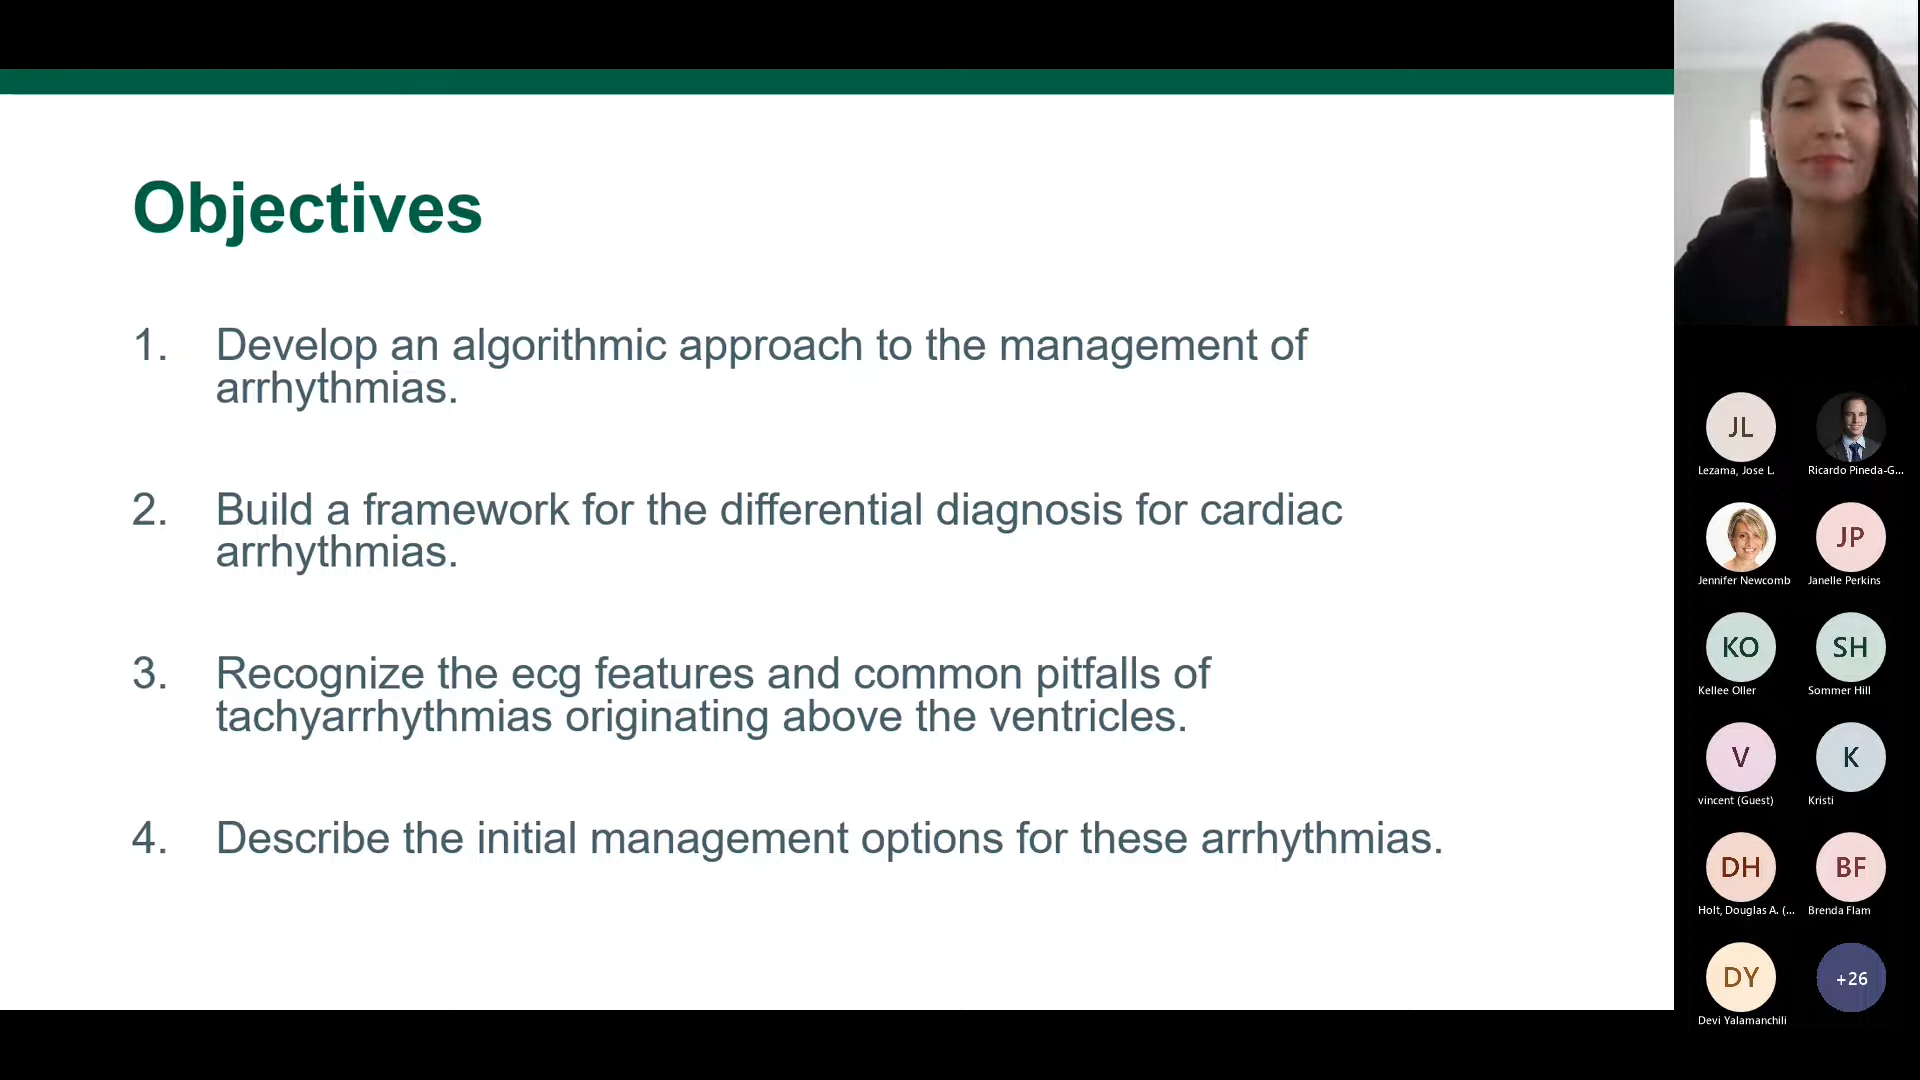 Objectives
1. Develop an algorithmic approach to the management of
arrhythmias.
2. Build a framework for the differential diagnosis for cardiac
arrhythmias.
3. Recognize the ecg features and common pitfalls of
tachyarrhythmias originating above the ventricles.
4. Describe the initial management options for these arrhythmias.
JL
Lezama, Jose L.
Ricardo Pineda-G...
Jennifer Newcomb
JP
Janelle Perkins
KO
Kellee Oller
SH
Sommer Hill
V
vincent (Guest)
K
Kristi
DH
Holt, Douglas A. (...
BF
Brenda Flam
DY
Devi Yalamanchili
+26